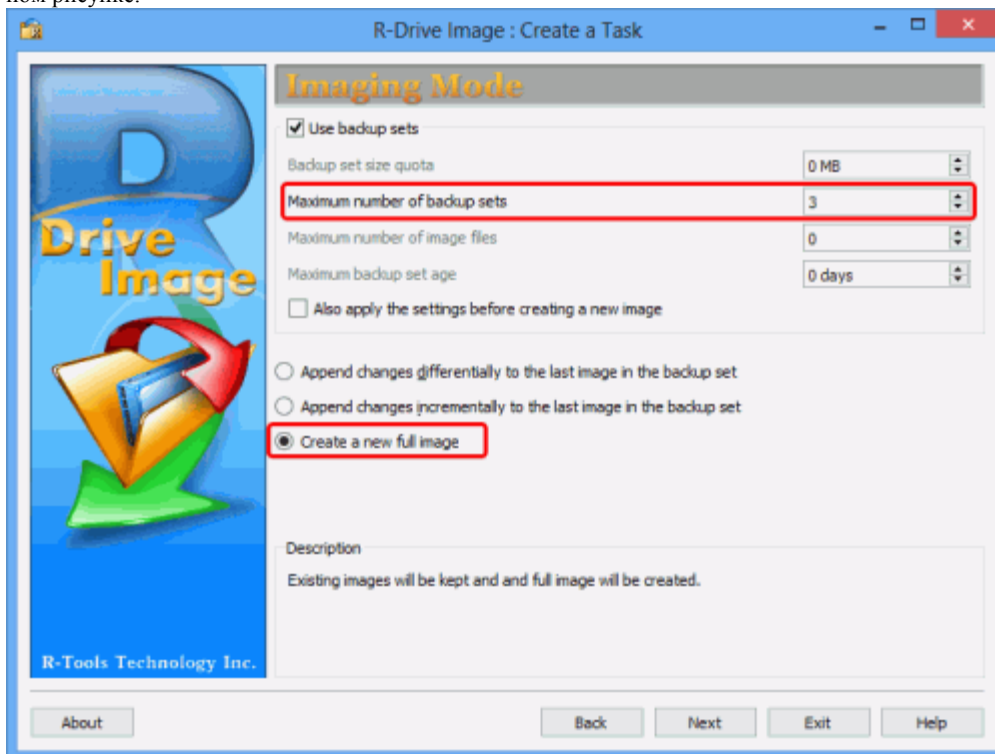 R-Drive Image : Create a Task
R
Drive
Image
R-Tools Technology Inc.
Imaging Mode
Use backup sets
Backup set size quota 0 MB
Maximum number of backup sets 3
Maximum number of image files 0
Maximum backup set age 0 days
Also apply the settings before creating a new image
Append changes differentially to the last image in the backup set
Append changes incrementally to the last image in the backup set
Create a new full image
Description
Existing images will be kept and and full image will be created.
About Back Next Exit Help